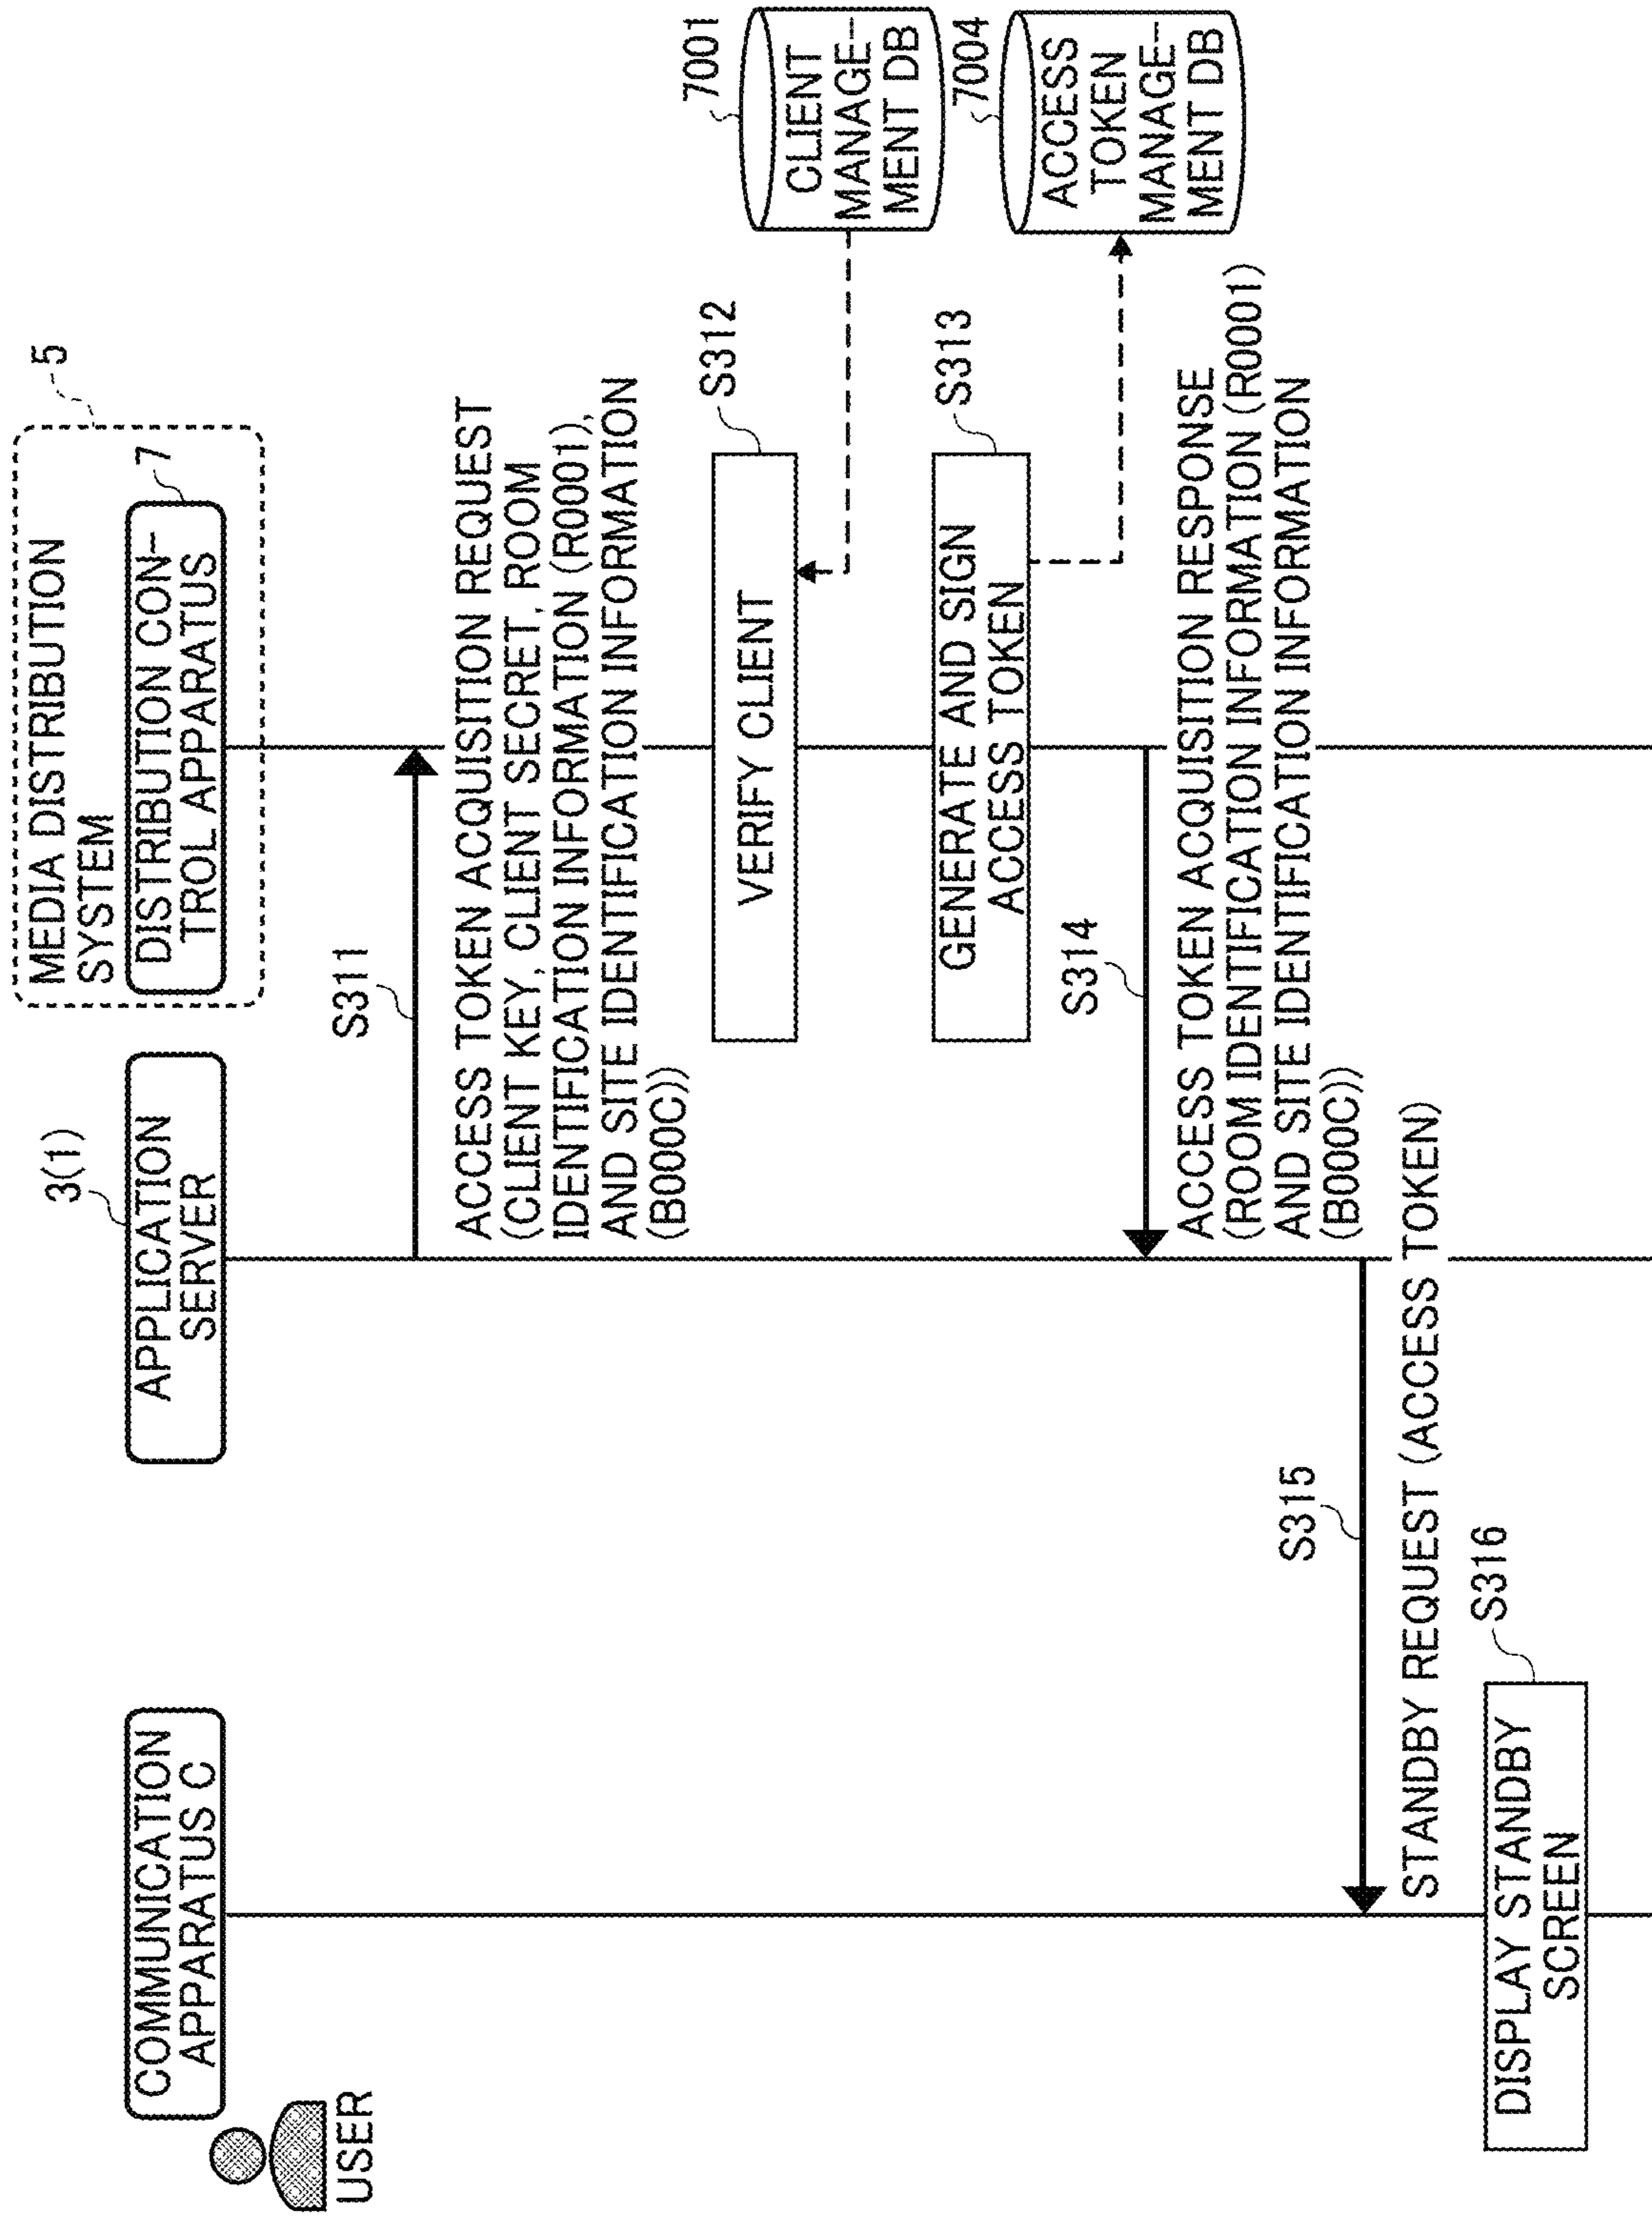 MEDIA DISTRIBUTION
SYSTEM
5
DISTRIBUTION CON-
TROL APPARATUS
7
3(1)
APPLICATION
SERVER
COMMUNICATION
APPARATUS C
USER
S311
ACCESS TOKEN ACQUISITION REQUEST
(CLIENT KEY, CLIENT SECRET, ROOM
IDENTIFICATION INFORMATION (R0001),
AND SITE IDENTIFICATION INFORMATION
(B000C))
7001
CLIENT
MANAGE-
MENT DB
S312
VERIFY CLIENT
7004
ACCESS
TOKEN
MANAGE-
MENT DB
S313
GENERATE AND SIGN
ACCESS TOKEN
S314
ACCESS TOKEN ACQUISITION RESPONSE
(ROOM IDENTIFICATION INFORMATION (R0001)
AND SITE IDENTIFICATION INFORMATION
(B000C))
S315
STANDBY REQUEST (ACCESS TOKEN)
S316
DISPLAY STANDBY
SCREEN